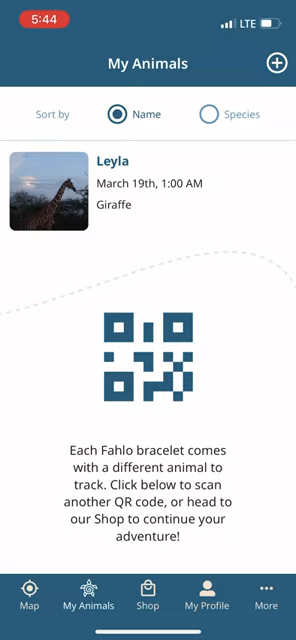 5:44
LTE
My Animals
Sort by
Name
Species
Leyla
March 19th, 1:00 AM
Giraffe
Each Fahlo bracelet comes
with a different animal to
track. Click below to scan
another QR code, or head to
our Shop to continue your
adventure!
Map
My Animals
Shop
My Profile
More